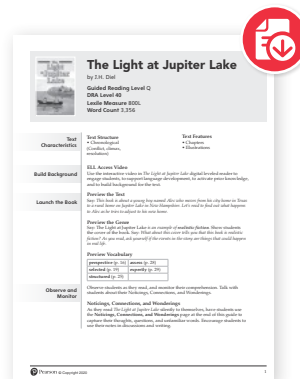 The Light at Jupiter Lake
by J.H. Diel
Guided Reading Level Q
DRA Level 40
Lexile Measure 800L
Word Count 3,356
Text Characteristics
Text Structure
• Chronological
(Conflict, climax, resolution)
Text Features
• Chapters
• Illustrations
Build Background
ELL Access Video
Use the interactive video in The Light at Jupiter Lake digital leveled reader to
engage students, to support language development, to activate prior knowledge,
and to build background for the text.
Launch the Book
Preview the Text
Say: This book is about a young boy named Alex who moves from his city home in Texas
to a rural home on Jupiter Lake in New Hampshire. Let's read to find out what happens
to Alex as he tries to adjust to his new home.
Preview the Genre
Say: The Light at Jupiter Lake is an example of realistic fiction. Show students
the cover of the book. Say: What about this cover tells you that this book is realistic
fiction? As you read, ask yourself if the events in the story are things that could happen
in real life.
Preview Vocabulary
perspective (p. 16) access (p. 28)
infected (p. 19) expertly (p. 29)
structured (p. 25)
Observe and Monitor
Observe students as they read, and monitor their comprehension. Talk with
students about their Noticings, Connections, and Wonderings.
Noticings, Connections, and Wonderings
As they read The Light at Jupiter Lake silently to themselves, have students use
the Noticings, Connections, and Wonderings page at the end of this guide to
capture their thoughts, questions, and unfamiliar words. Encourage students to
use their notes in discussions and writing.
Pearson © Copyright 2020
1